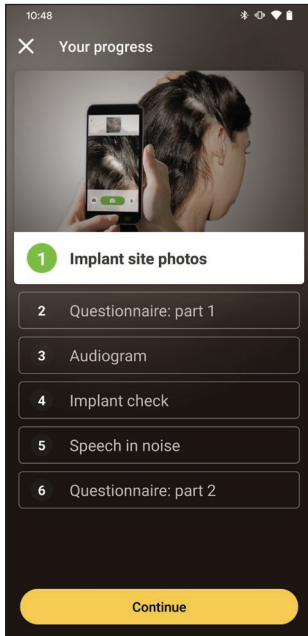 10:48
Your progress
1 Implant site photos
2 Questionnaire: part 1
3 Audiogram
4 Implant check
5 Speech in noise
6 Questionnaire: part 2
Continue